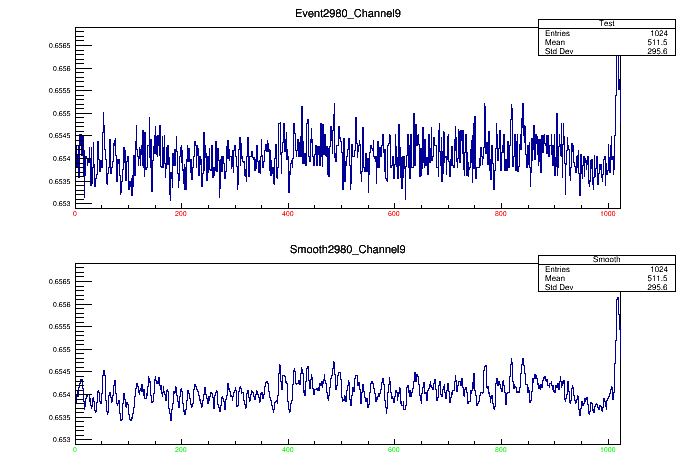 Event2980_Channel9
Test
Entries 1024
Mean 511.5
Std Dev 295.6
0.6565
0.656
0.6555
0.655
0.6545
0.654
0.6535
0.653
0 200 400 600 800 1000
Smooth2980_Channel9
Smooth
Entries 1024
Mean 511.5
Std Dev 295.6
0.6565
0.656
0.6555
0.655
0.6545
0.654
0.6535
0.653
0 200 400 600 800 1000